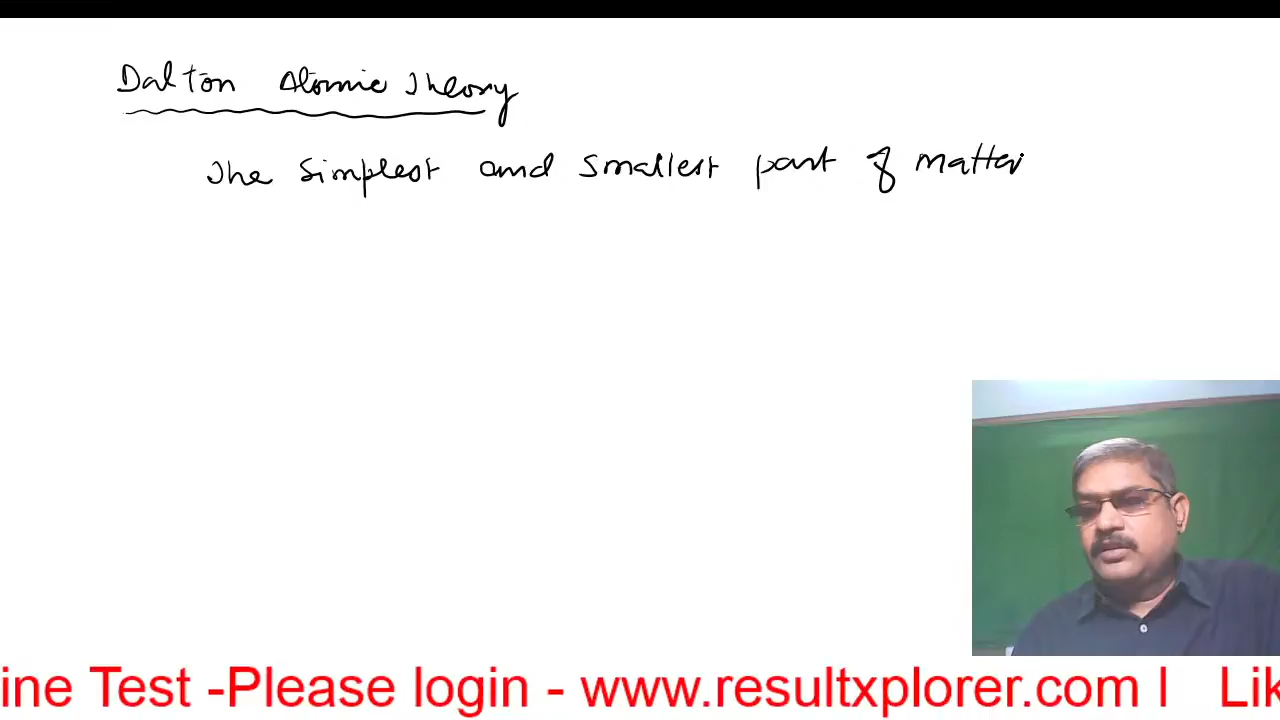 Dalton Atomic Theory
The Simplest and smallest part of matter
ine Test -Please login - www.resultxplorer.com l Lik